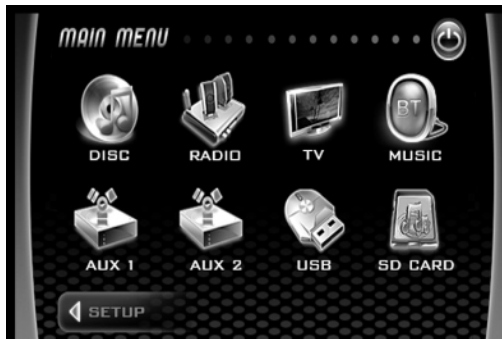 MAIN MENU
DISC RADIO TV BT MUSIC
AUX 1 AUX 2 USB SD CARD
SETUP